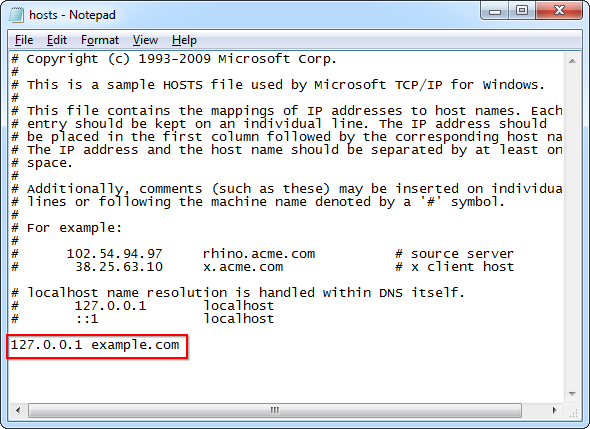 hosts - Notepad
File Edit Format View Help
# Copyright (c) 1993-2009 Microsoft Corp.
#
# This is a sample HOSTS file used by Microsoft TCP/IP for Windows.
#
# This file contains the mappings of IP addresses to host names. Each
# entry should be kept on an individual line. The IP address should
# be placed in the first column followed by the corresponding host na
# The IP address and the host name should be separated by at least on
# space.
#
# Additionally, comments (such as these) may be inserted on individua
# lines or following the machine name denoted by a '#' symbol.
#
# For example:
#
# 102.54.94.97 rhino.acme.com # source server
# 38.25.63.10 x.acme.com # x client host
# localhost name resolution is handled within DNS itself.
# 127.0.0.1 localhost
# ::1 localhost
127.0.0.1 example.com